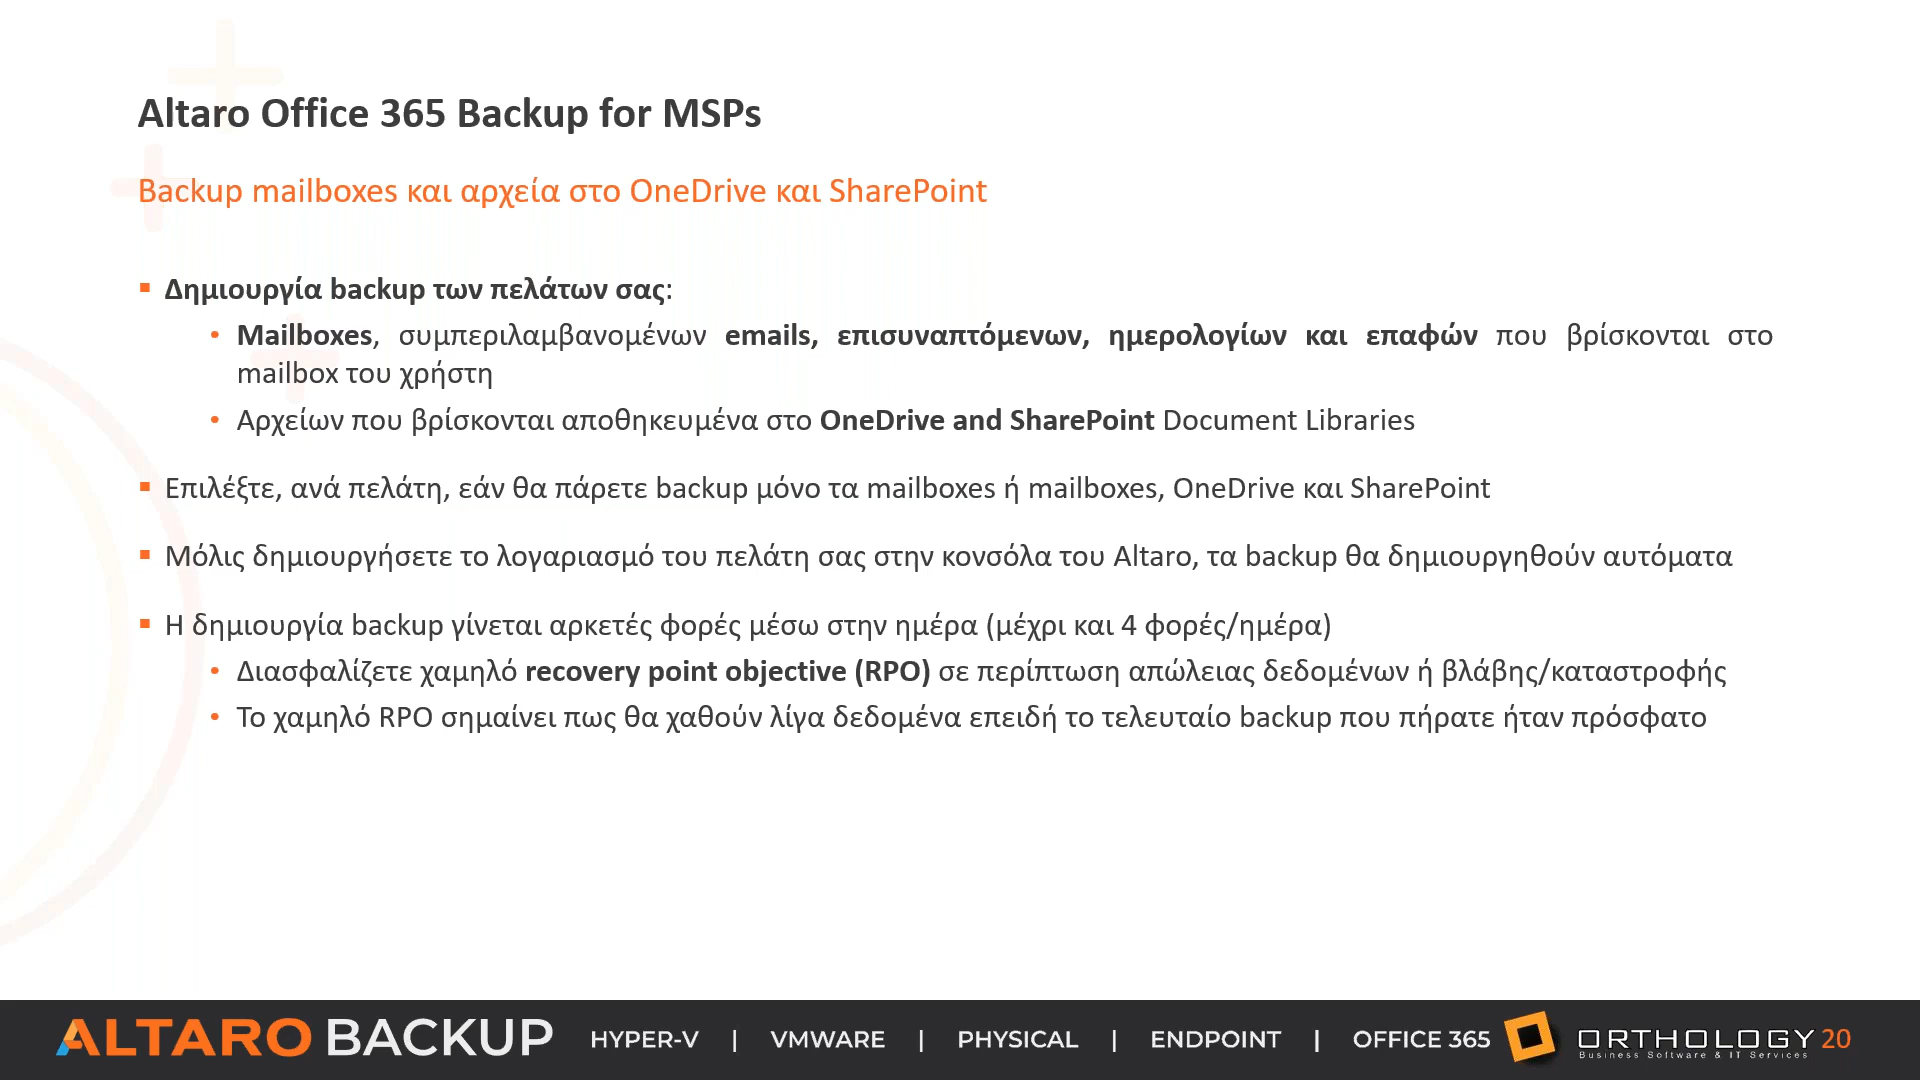 Altaro Office 365 Backup for MSPs
Backup mailboxes και αρχεία στο OneDrive και SharePoint
Δημιουργία backup των πελάτων σας:
Mailboxes, συμπεριλαμβανομένων emails, επισυναπτόμενων, ημερολογίων και επαφών που βρίσκονται στο
mailbox του χρήστη
Αρχείων που βρίσκονται αποθηκευμένα στο OneDrive and SharePoint Document Libraries
Επιλέξτε, ανά πελάτη, εάν θα πάρετε backup μόνο τα mailboxes ή mailboxes, OneDrive και SharePoint
Μόλις δημιουργήσετε το λογαριασμό του πελάτη σας στην κονσόλα του Altaro, τα backup θα δημιουργηθούν αυτόματα
Η δημιουργία backup γίνεται αρκετές φορές μέσω στην ημέρα (μέχρι και 4 φορές/ημέρα)
Διασφαλίζετε χαμηλό recovery point objective (RPO) σε περίπτωση απώλειας δεδομένων ή βλάβης/καταστροφής
Το χαμηλό RPO σημαίνει πως θα χαθούν λίγα δεδομένα επειδή το τελευταίο backup που πήρατε ήταν πρόσφατο
ALTARO BACKUP HYPER-V | VMWARE | PHYSICAL | ENDPOINT | OFFICE 365 ORTHOLOGY 20
Business Software & IT Services